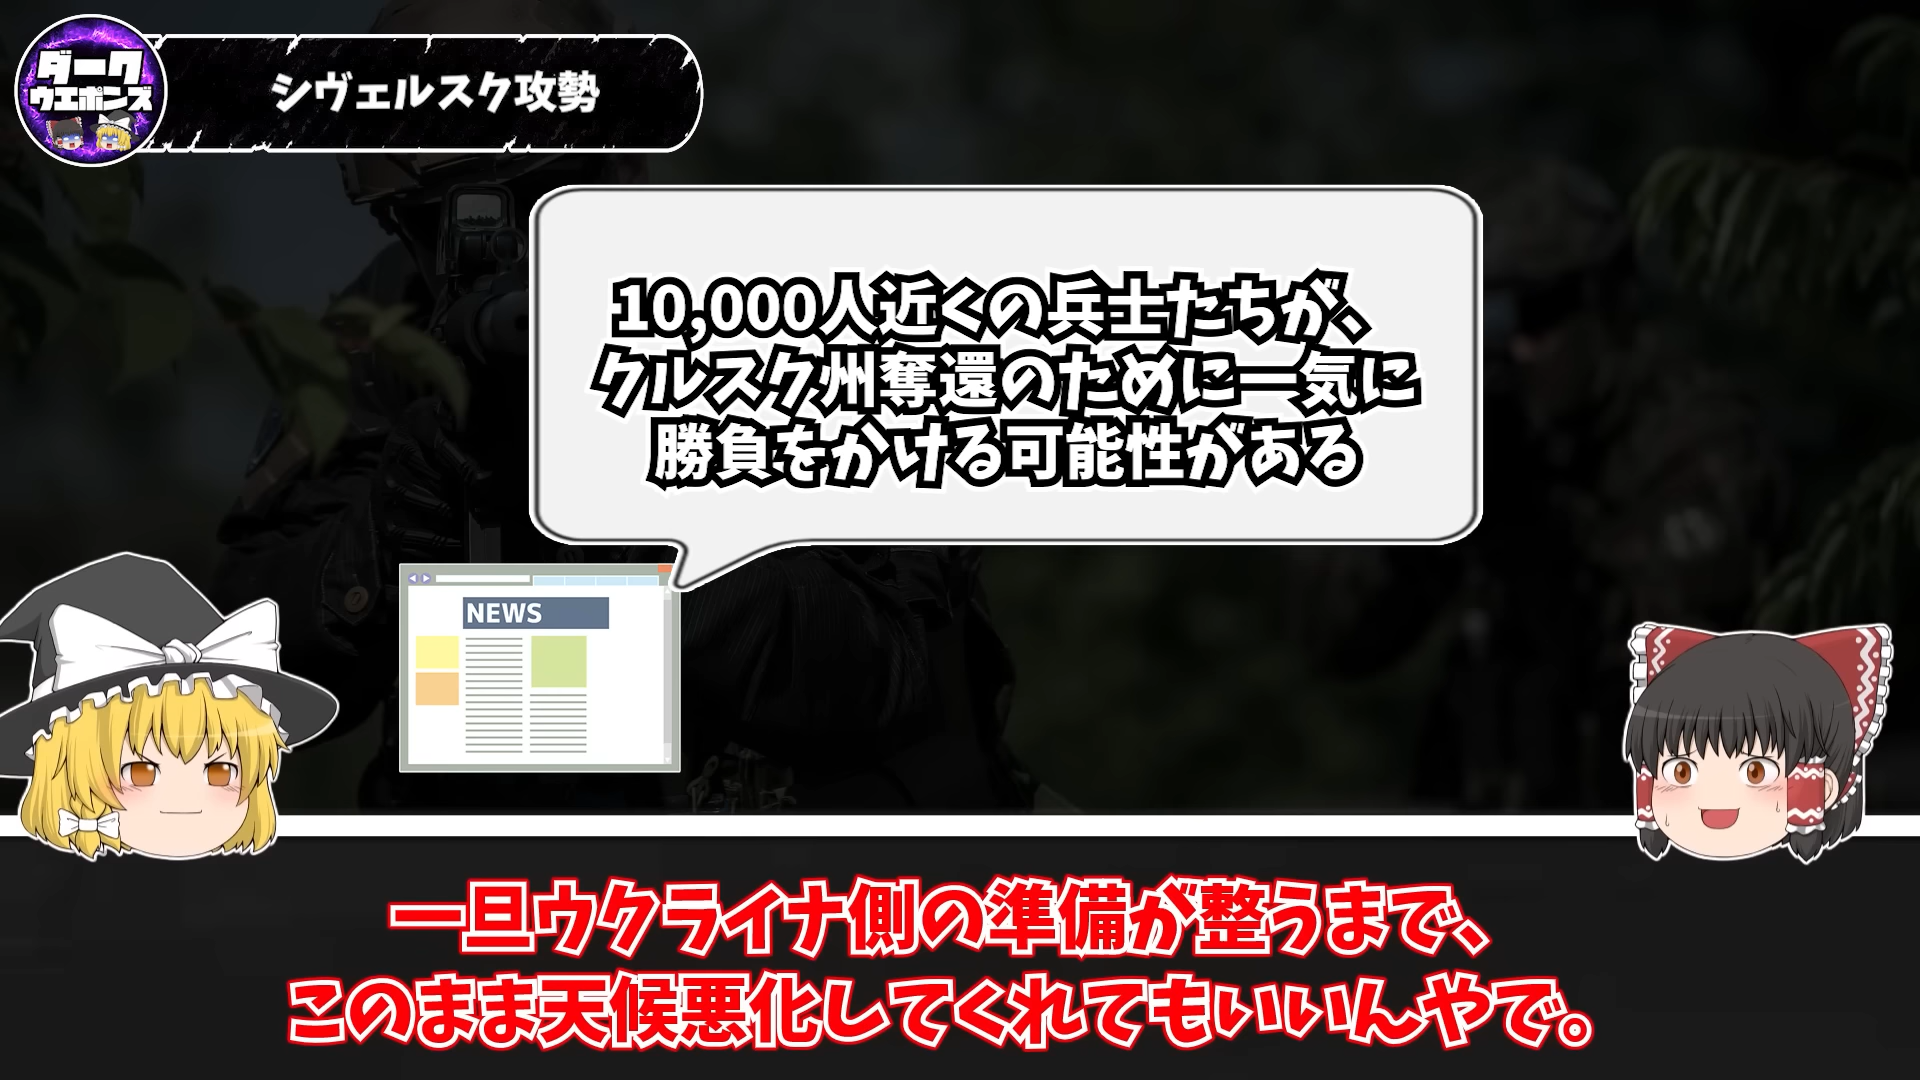 ダーク
ウエポンズ
シヴェルスク攻勢
10,000人近くの兵士たちが、
クルスク州奪還のために一気に
勝負をかける可能性がある
NEWS
一旦ウクライナ側の準備が整うまで、
このまま天候悪化してくれてもいいんやで。